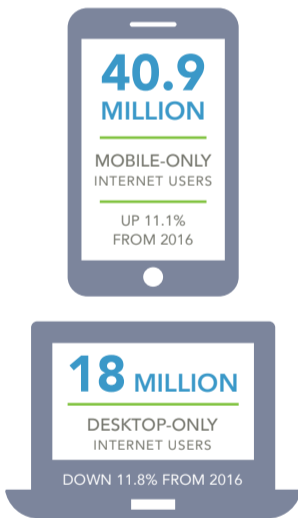 40.9
MILLION
MOBILE-ONLY
INTERNET USERS
UP 11.1%
FROM 2016
18 MILLION
DESKTOP-ONLY
INTERNET USERS
DOWN 11.8% FROM 2016